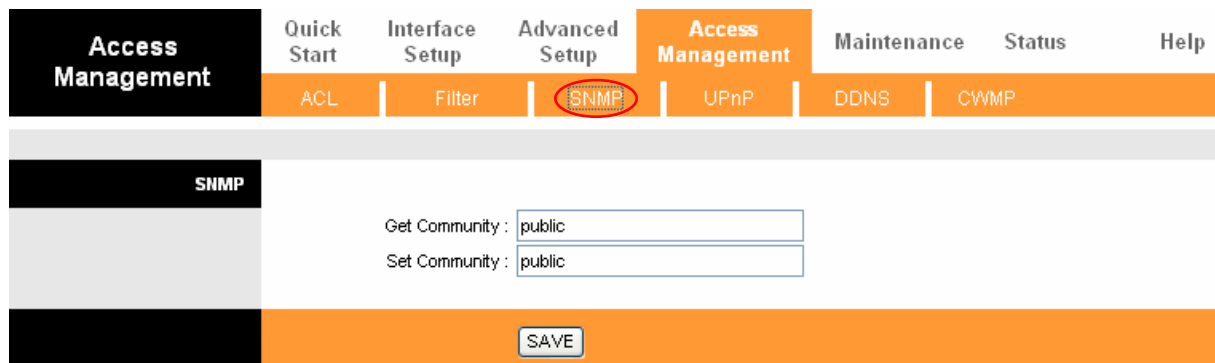 Access Management
Quick Start
Interface Setup
Advanced Setup
Access Management
Maintenance
Status
Help
ACL
Filter
SNMP
UPnP
DDNS
CWMP
SNMP
Get Community : public
Set Community : public
SAVE